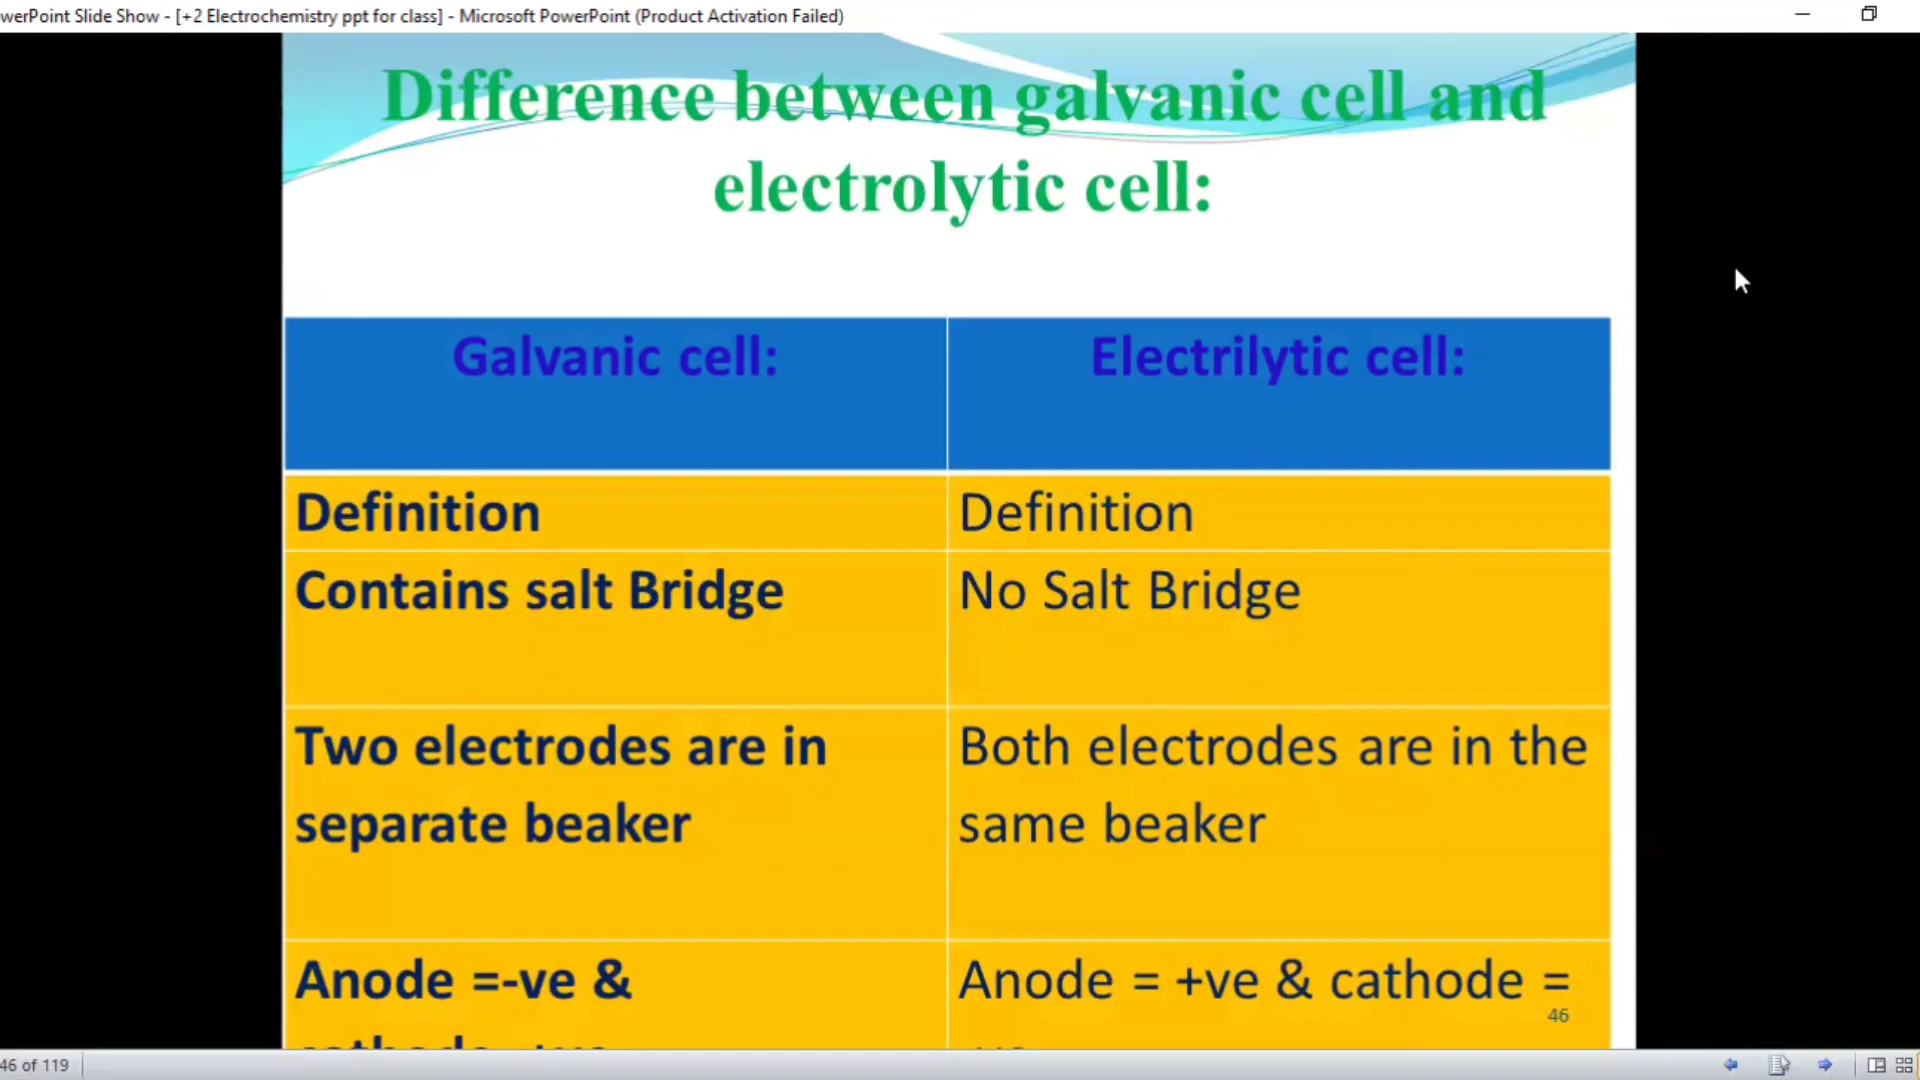 werPoint Slide Show - [+2 Electrochemistry ppt for class] - Microsoft PowerPoint (Product Activation Failed)
Difference between galvanic cell and
electrolytic cell:
Galvanic cell:
Electrilytic cell:
Definition
Definition
Contains salt Bridge
No Salt Bridge
Two electrodes are in
separate beaker
Both electrodes are in the
same beaker
Anode =-ve &
Anode = +ve & cathode =
46
46 of 119